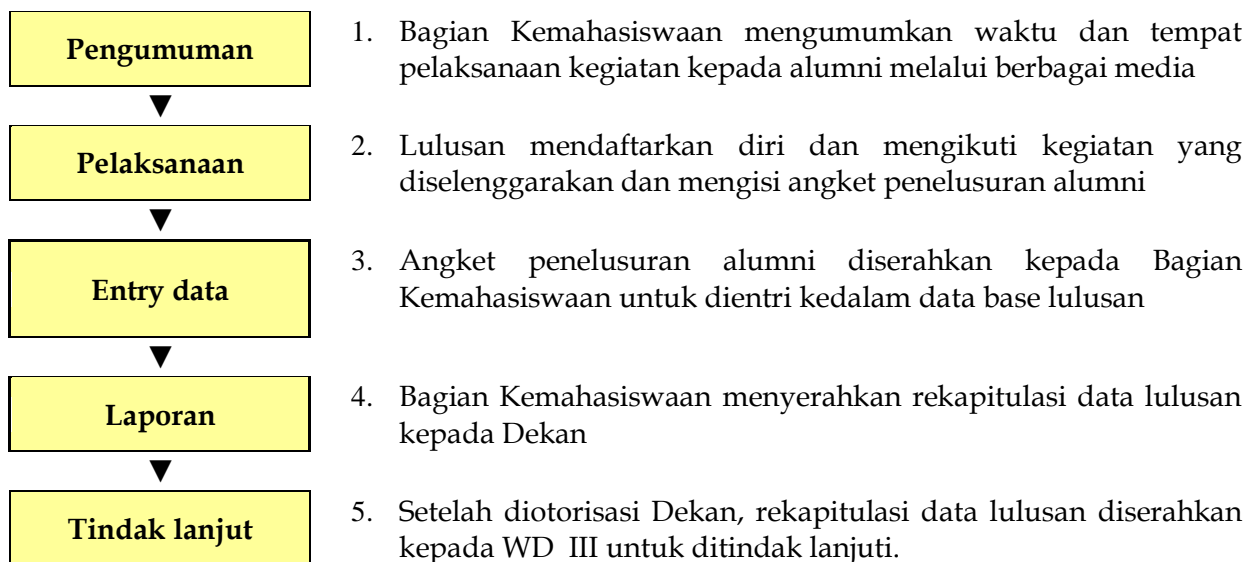 Pengumuman
1. Bagian Kemahasiswaan mengumumkan waktu dan tempat
pelaksanaan kegiatan kepada alumni melalui berbagai media
▼
Pelaksanaan
2. Lulusan mendaftarkan diri dan mengikuti kegiatan yang
diselenggarakan dan mengisi angket penelusuran alumni
▼
Entry data
3. Angket penelusuran alumni diserahkan kepada Bagian
Kemahasiswaan untuk dientri kedalam data base lulusan
▼
Laporan
4. Bagian Kemahasiswaan menyerahkan rekapitulasi data lulusan
kepada Dekan
▼
Tindak lanjut
5. Setelah diotorisasi Dekan, rekapitulasi data lulusan diserahkan
kepada WD III untuk ditindak lanjuti.